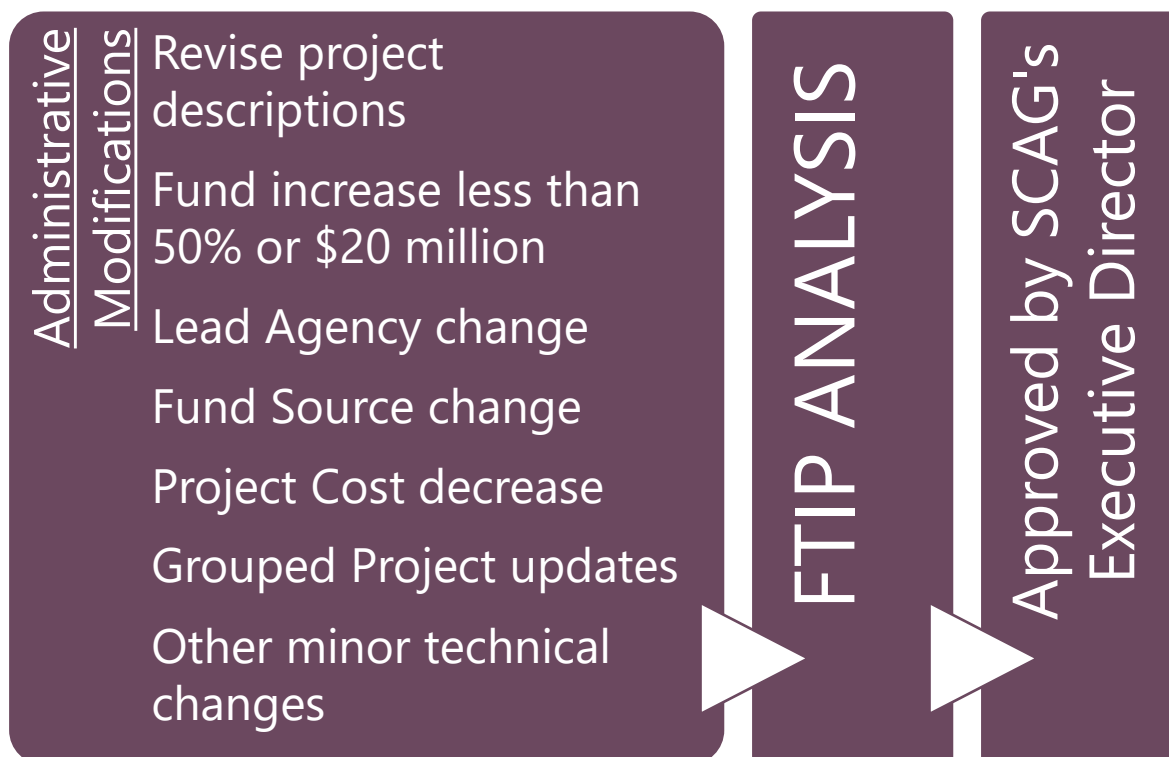 Administrative
Modifications
Revise project
descriptions
Fund increase less than
50% or $20 million
Lead Agency change
Fund Source change
Project Cost decrease
Grouped Project updates
Other minor technical
changes
FTIP ANALYSIS
Approved by SCAG's
Executive Director